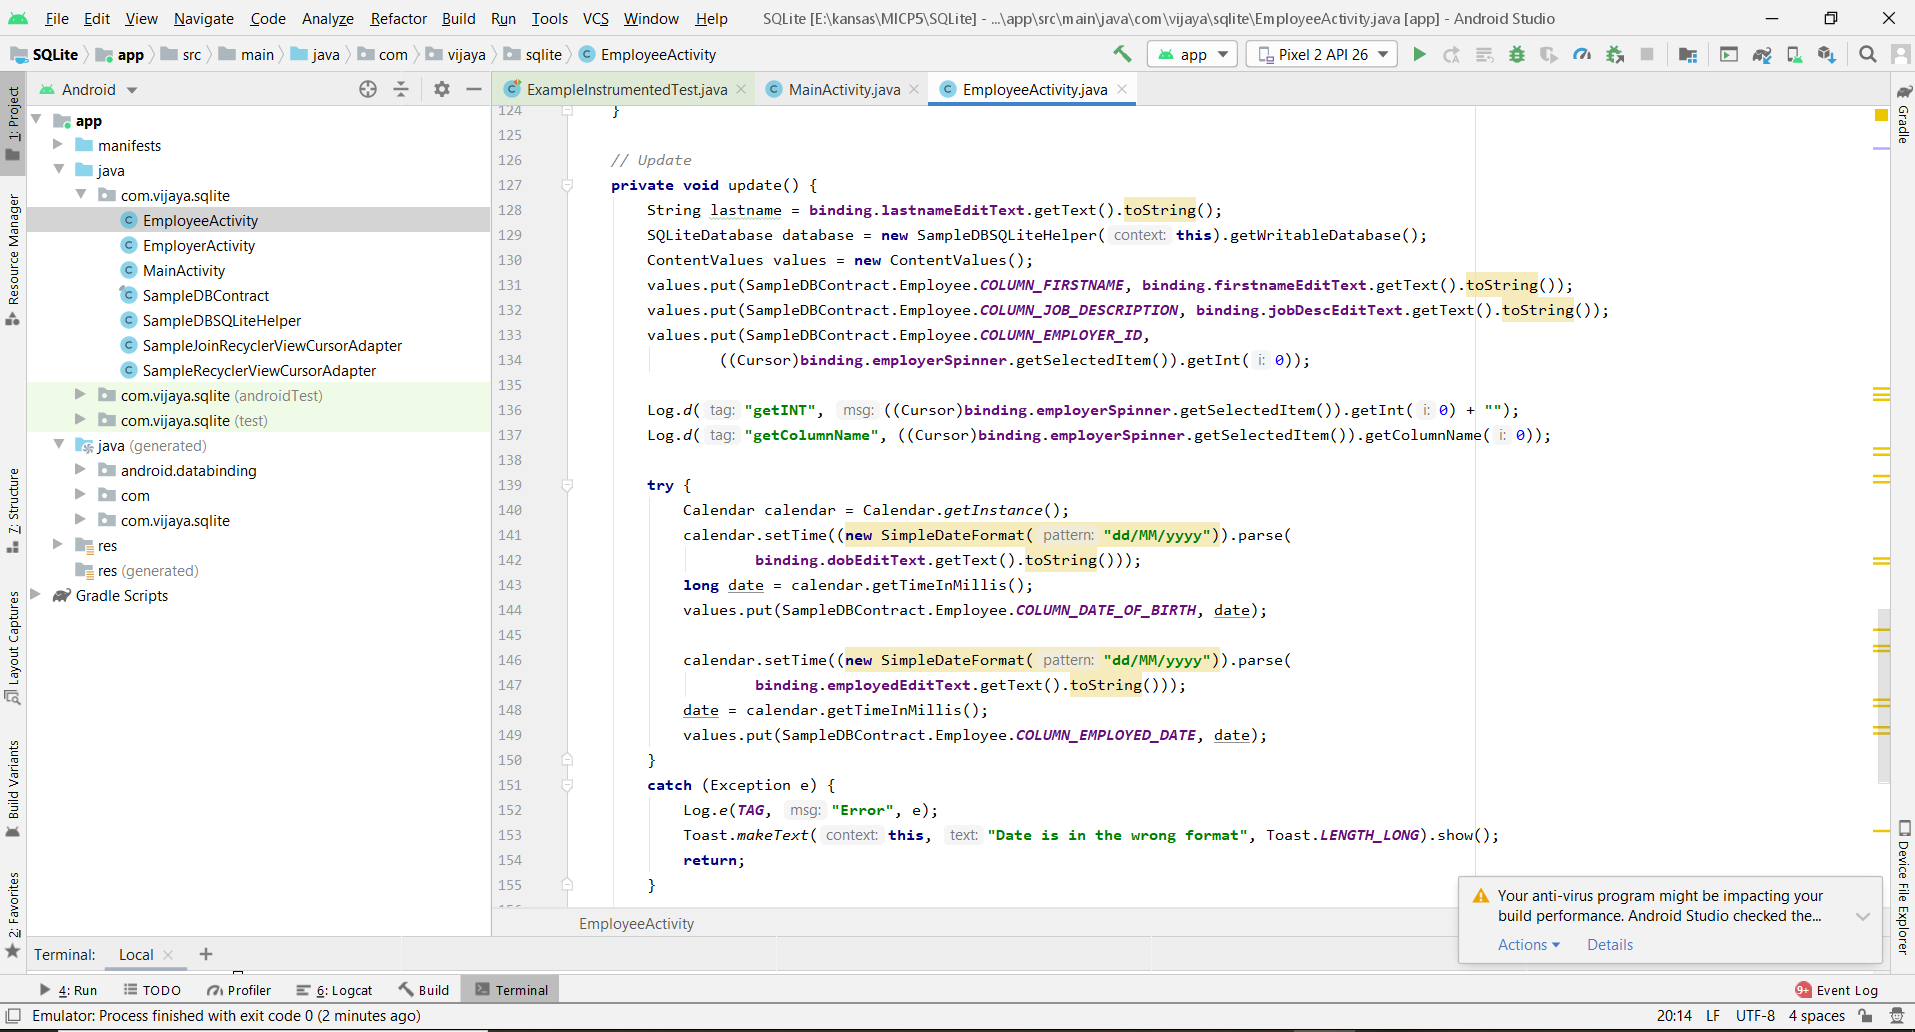 File Edit View Navigate Code Analyze Refactor Build Run Tools VCS Window Help SQLite [E:\kansas\MICP5\SQLite] - ...\app\src\main\java\com\vijaya\sqlite\EmployeeActivity.java [app] - Android Studio
SQLite app src main java com vijaya sqlite EmployeeActivity app Pixel 2 API 26
Android
ExampleInstrumentedTest.java MainActivity.java EmployeeActivity.java
1: Project
Resource Manager
7: Structure
Layout Captures
Build Variants
2: Favorites
app
manifests
java
com.vijaya.sqlite
EmployeeActivity
EmployerActivity
MainActivity
SampleDBContract
SampleDBSQLiteHelper
SampleJoinRecyclerViewCursorAdapter
SampleRecyclerViewCursorAdapter
com.vijaya.sqlite (androidTest)
com.vijaya.sqlite (test)
java (generated)
android.databinding
com
com.vijaya.sqlite
res
res (generated)
Gradle Scripts
124 }
125
126 // Update
127 private void update() {
128 String lastname = binding.lastnameEditText.getText().toString();
129 SQLiteDatabase database = new SampleDBSQLiteHelper( context: this).getWritableDatabase();
130 ContentValues values = new ContentValues();
131 values.put(SampleDBContract.Employee.COLUMN_FIRSTNAME, binding.firstnameEditText.getText().toString());
132 values.put(SampleDBContract.Employee.COLUMN_JOB_DESCRIPTION, binding.jobDescEditText.getText().toString());
133 values.put(SampleDBContract.Employee.COLUMN_EMPLOYER_ID,
134 ((Cursor)binding.employerSpinner.getSelectedItem()).getInt( i: 0));
135
136 Log.d( tag: "getINT", msg: ((Cursor)binding.employerSpinner.getSelectedItem()).getInt( i: 0) + "");
137 Log.d( tag: "getColumnName", ((Cursor)binding.employerSpinner.getSelectedItem()).getColumnName( i: 0));
138
139 try {
140 Calendar calendar = Calendar.getInstance();
141 calendar.setTime((new SimpleDateFormat( pattern: "dd/MM/yyyy")).parse(
142 binding.dobEditText.getText().toString()));
143 long date = calendar.getTimeInMillis();
144 values.put(SampleDBContract.Employee.COLUMN_DATE_OF_BIRTH, date);
145
146 calendar.setTime((new SimpleDateFormat( pattern: "dd/MM/yyyy")).parse(
147 binding.employedEditText.getText().toString()));
148 date = calendar.getTimeInMillis();
149 values.put(SampleDBContract.Employee.COLUMN_EMPLOYED_DATE, date);
150 }
151 catch (Exception e) {
152 Log.e(TAG, msg: "Error", e);
153 Toast.makeText( context: this, text: "Date is in the wrong format", Toast.LENGTH_LONG).show();
154 return;
155 }
EmployeeActivity
Gradle
Device File Explorer
Your anti-virus program might be impacting your
build performance. Android Studio checked the...
Actions Details
Terminal: Local
4: Run TODO Profiler 6: Logcat Build Terminal 9+ Event Log
Emulator: Process finished with exit code 0 (2 minutes ago) 20:14 LF UTF-8 4 spaces